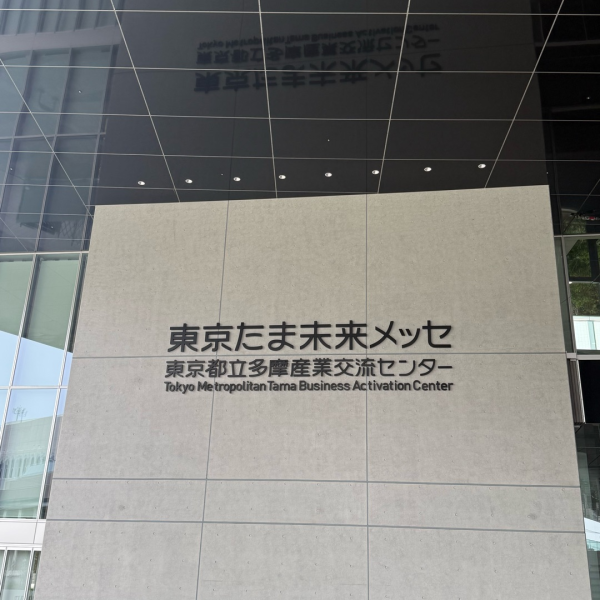 東京たま未来メッセ
東京都立多摩産業交流センター
Tokyo Metropolitan Tama Business Activation Center